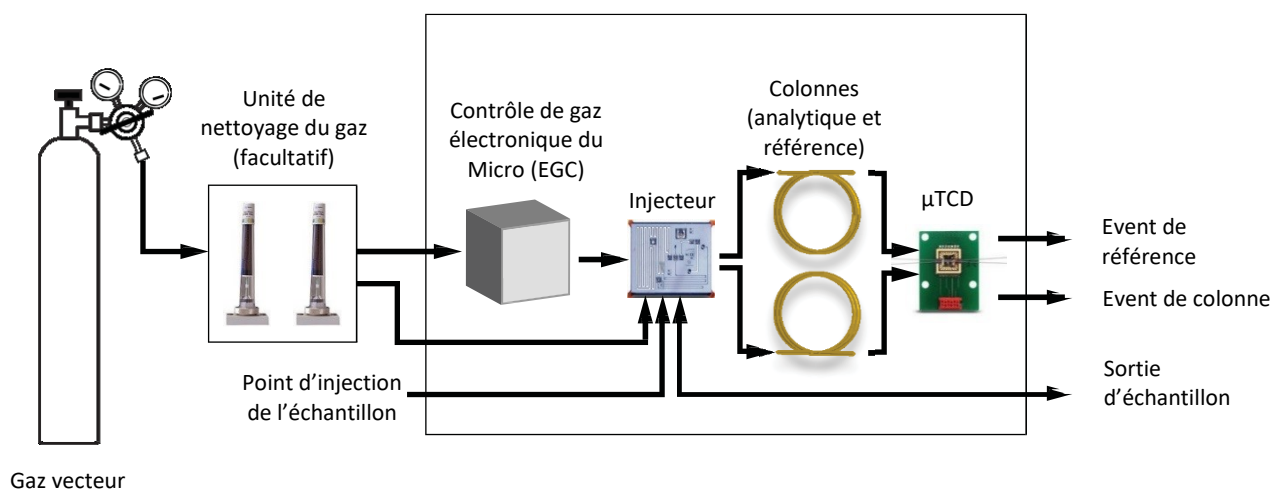 Unité de
nettoyage du gaz
(facultatif)
Contrôle de gaz
électronique du
Micro (EGC)
Injecteur
Colonnes
(analytique et
référence)
µTCD
Event de
référence
Event de colonne
Point d’injection
de l’échantillon
Sortie
d’échantillon
Gaz vecteur